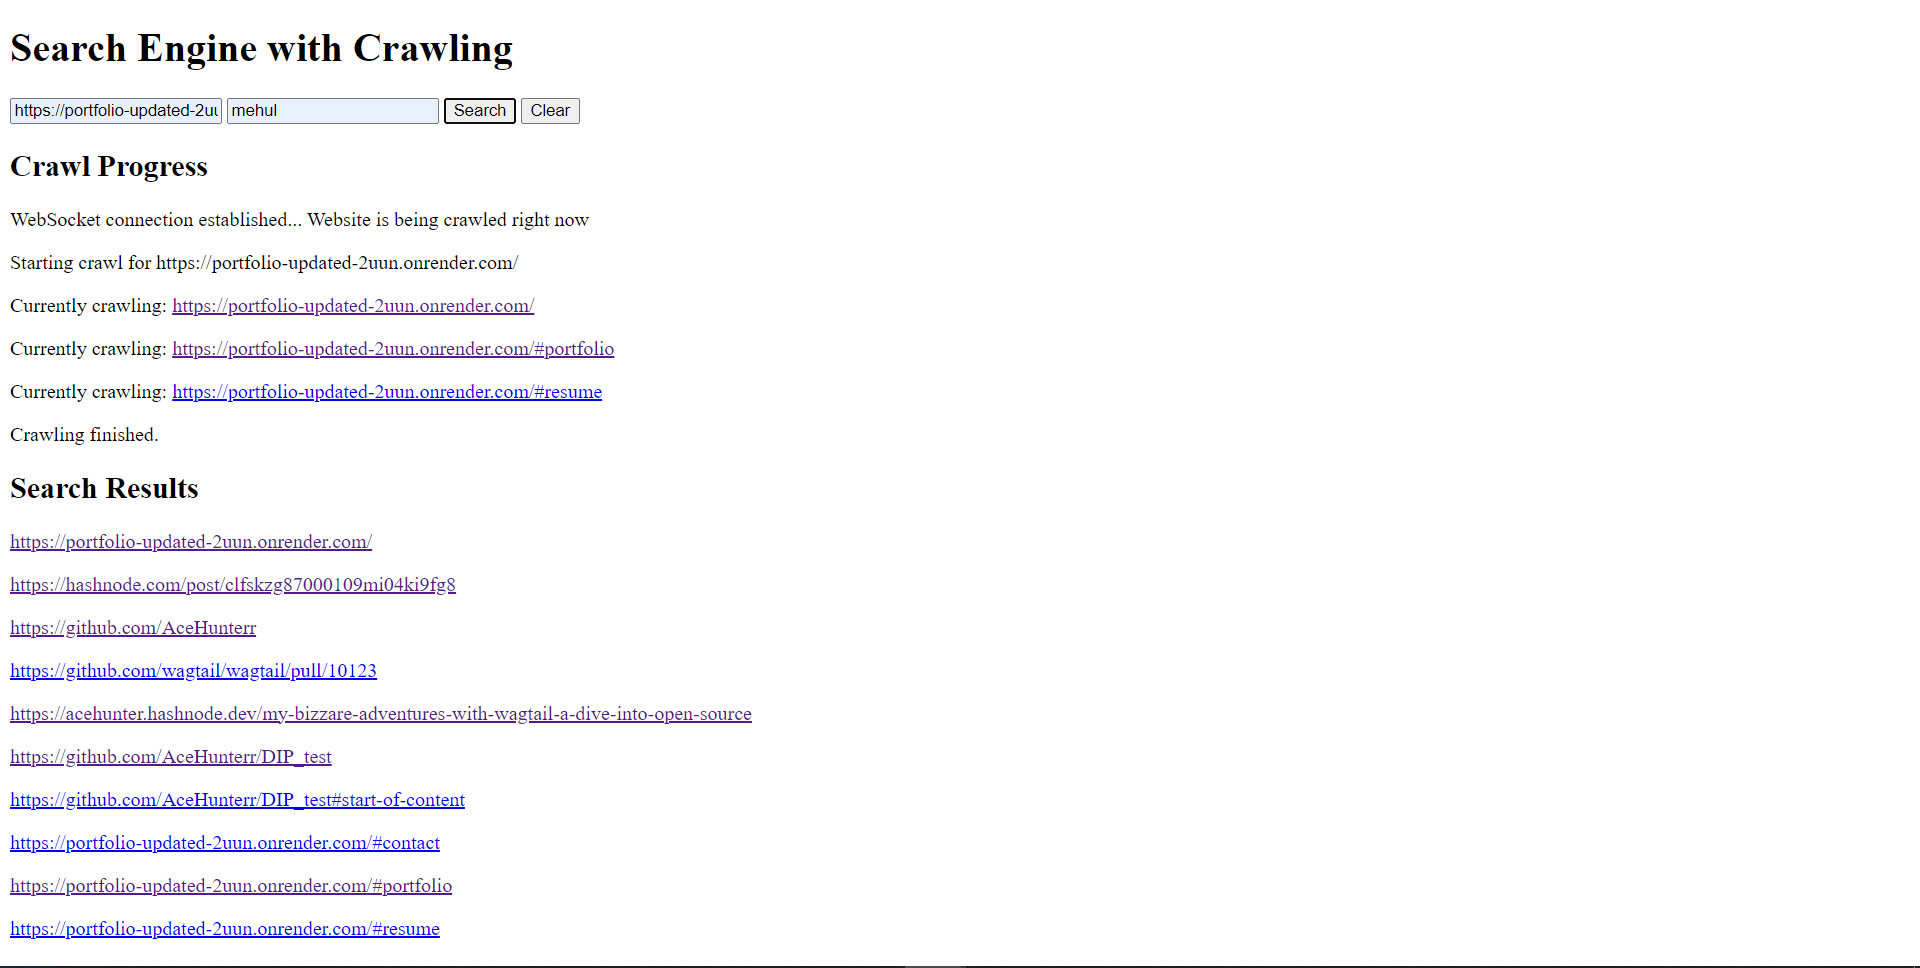 Search Engine with Crawling
https://portfolio-updated-2uu mehul Search Clear
Crawl Progress
WebSocket connection established... Website is being crawled right now
Starting crawl for https://portfolio-updated-2uun.onrender.com/
Currently crawling: https://portfolio-updated-2uun.onrender.com/
Currently crawling: https://portfolio-updated-2uun.onrender.com/#portfolio
Currently crawling: https://portfolio-updated-2uun.onrender.com/#resume
Crawling finished.
Search Results
https://portfolio-updated-2uun.onrender.com/
https://hashnode.com/post/clfskzg87000109mi04ki9fg8
https://github.com/AceHunterr
https://github.com/wagtail/wagtail/pull/10123
https://acehunter.hashnode.dev/my-bizzare-adventures-with-wagtail-a-dive-into-open-source
https://github.com/AceHunterr/DIP_test
https://github.com/AceHunterr/DIP_test#start-of-content
https://portfolio-updated-2uun.onrender.com/#contact
https://portfolio-updated-2uun.onrender.com/#portfolio
https://portfolio-updated-2uun.onrender.com/#resume